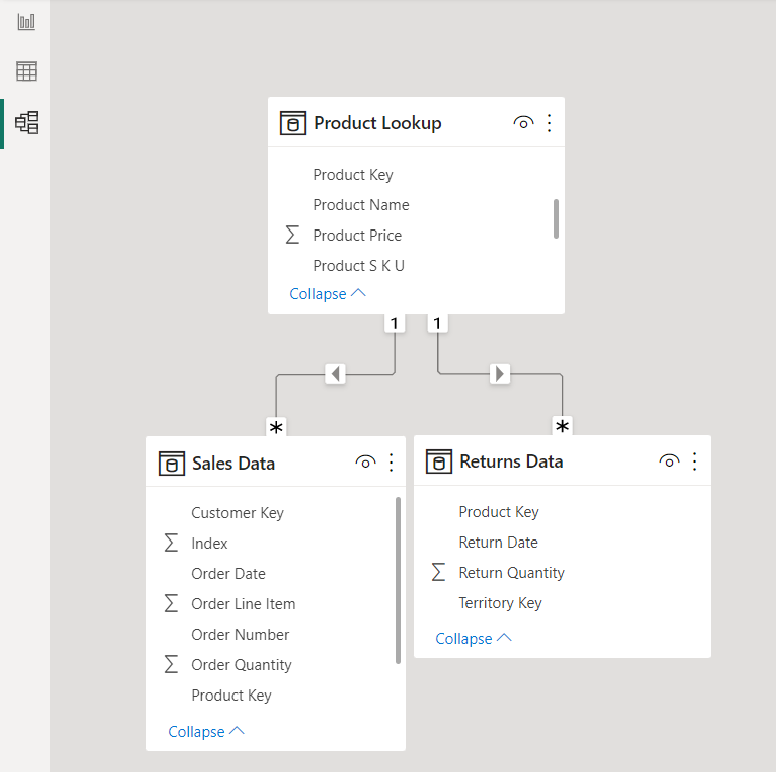 Product Lookup
Product Key
Product Name
Product Price
Product S K U
Collapse
1
1
*
*
Sales Data
Customer Key
Index
Order Date
Order Line Item
Order Number
Order Quantity
Product Key
Collapse
Returns Data
Product Key
Return Date
Return Quantity
Territory Key
Collapse